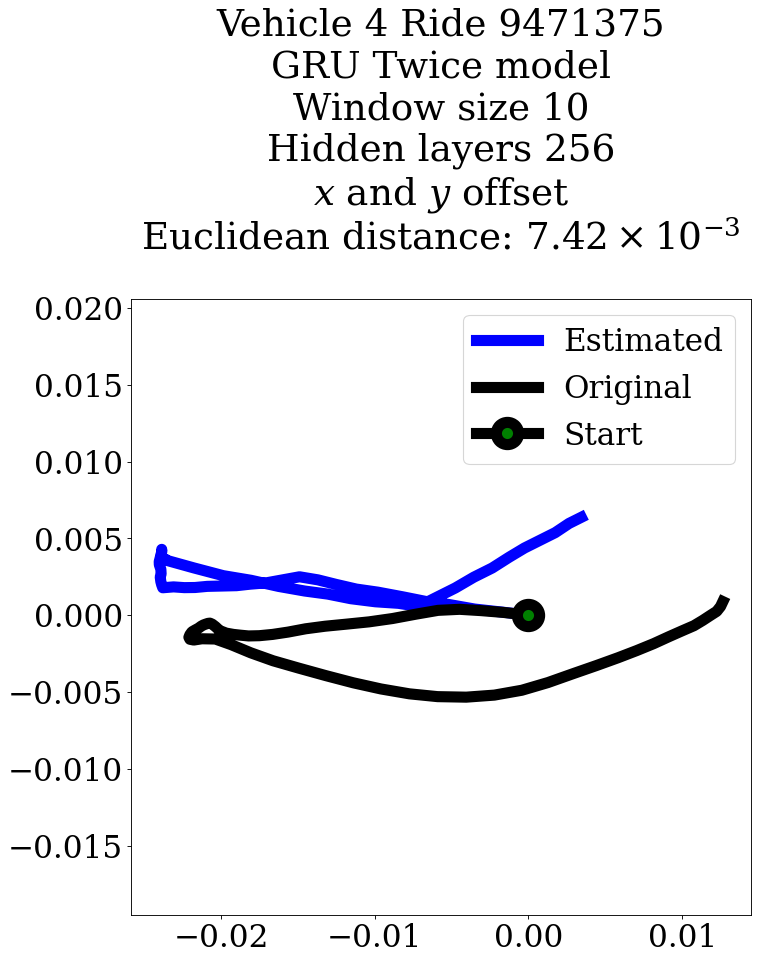 Vehicle 4 Ride 9471375
GRU Twice model
Window size 10
Hidden layers 256
x and y offset
Euclidean distance: 7.42 × 10⁻³
0.020
0.015
0.010
0.005
0.000
−0.005
−0.010
−0.015
Estimated
Original
Start
−0.02 −0.01 0.00 0.01